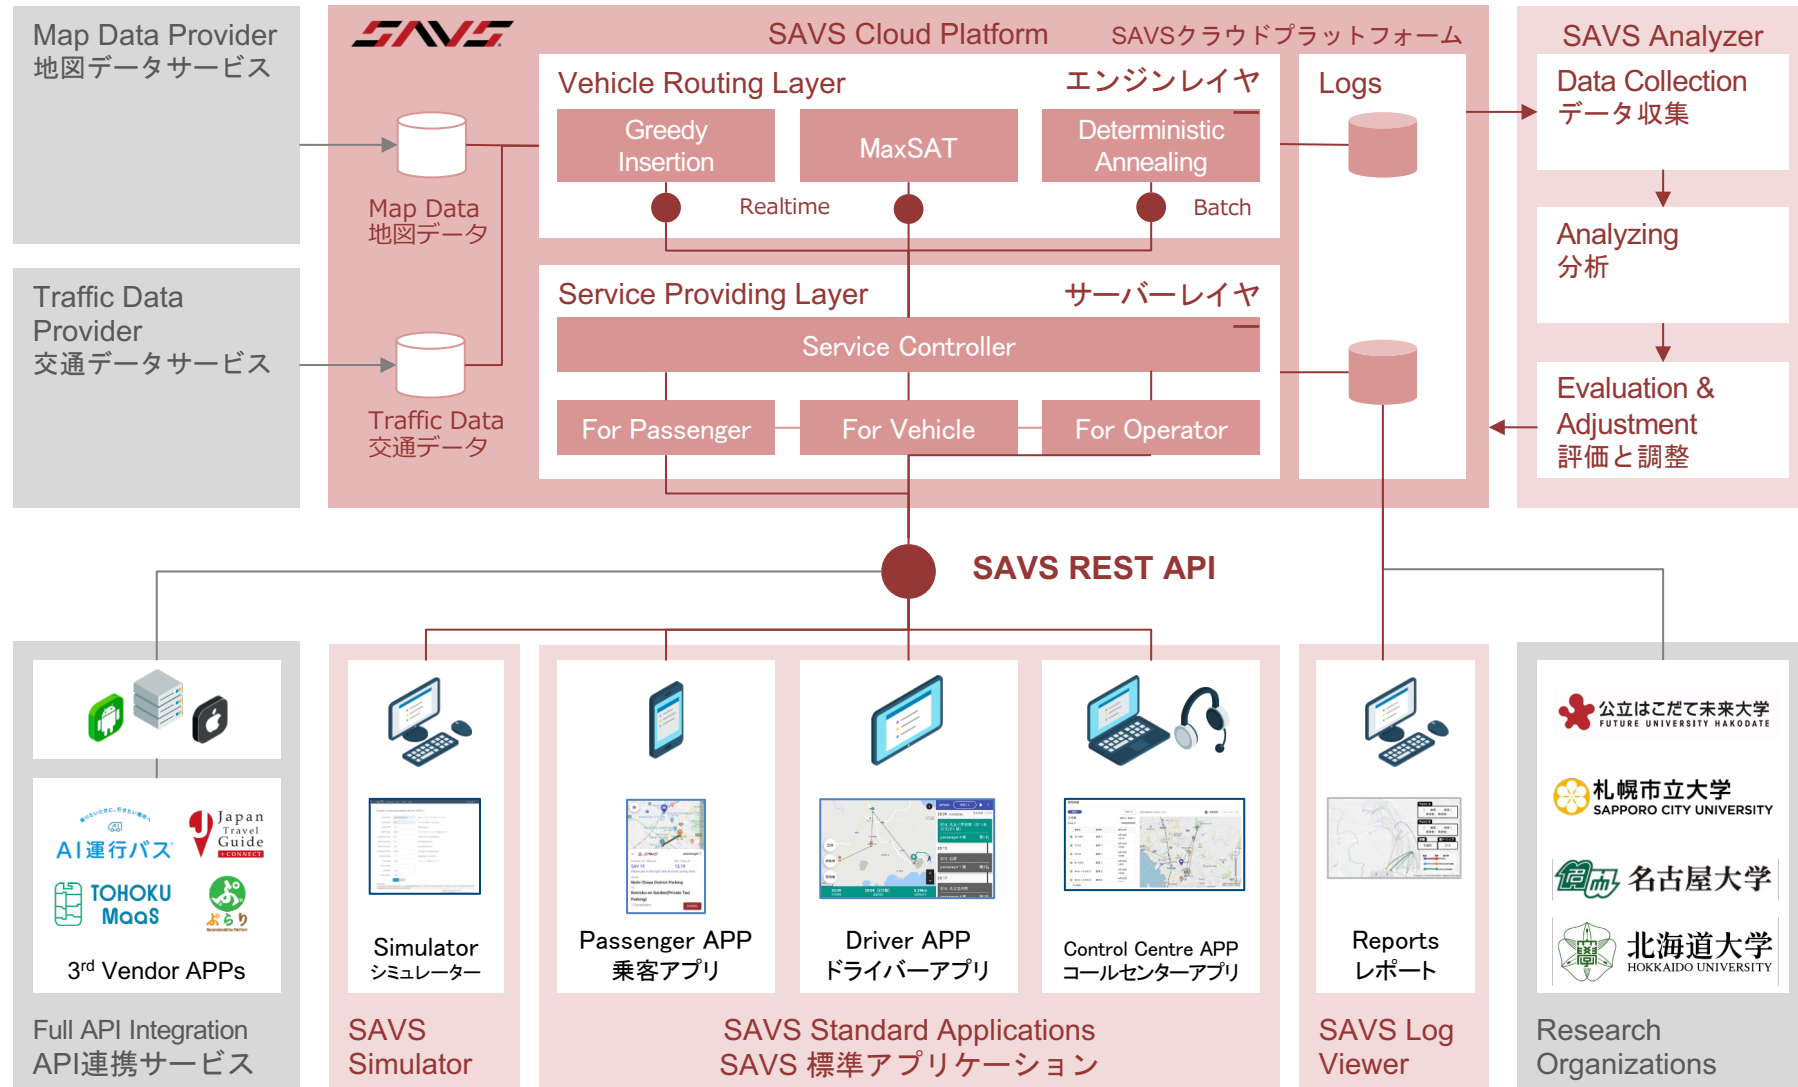 Map Data Provider
地図データサービス
Traffic Data
Provider
交通データサービス
SAVS
SAVS Cloud Platform
SAVSクラウドプラットフォーム
Map Data
地図データ
Traffic Data
交通データ
Vehicle Routing Layer
エンジンレイヤ
Greedy
Insertion
MaxSAT
Deterministic
Annealing
Realtime
Batch
Service Providing Layer
サーバーレイヤ
Service Controller
For Passenger
For Vehicle
For Operator
Logs
SAVS Analyzer
Data Collection
データ収集
Analyzing
分析
Evaluation &
Adjustment
評価と調整
SAVS REST API
AI運行バス
Japan
Travel
Guide
+CONNECT
TOHOKU
MaaS
ぷらり
3rd Vendor APPs
Full API Integration
API連携サービス
Simulator
シミュレーター
SAVS
Simulator
Passenger APP
乗客アプリ
Driver APP
ドライバーアプリ
Control Centre APP
コールセンターアプリ
SAVS Standard Applications
SAVS 標準アプリケーション
Reports
レポート
SAVS Log
Viewer
公立はこだて未来大学
FUTURE UNIVERSITY HAKODATE
札幌市立大学
SAPPORO CITY UNIVERSITY
名古屋大学
北海道大学
HOKKAIDO UNIVERSITY
Research
Organizations